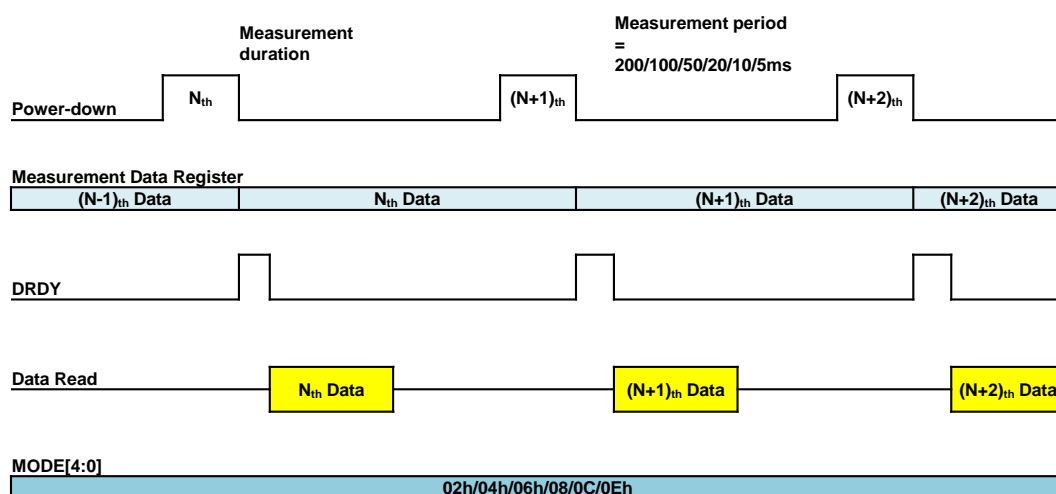 Measurement
duration
Measurement period
=
200/100/50/20/10/5ms
Power-down
Nth
(N+1)th
(N+2)th
Measurement Data Register
(N-1)th Data
Nth Data
(N+1)th Data
(N+2)th Data
DRDY
Data Read
Nth Data
(N+1)th Data
(N+2)th Data
MODE[4:0]
02h/04h/06h/08/0C/0Eh